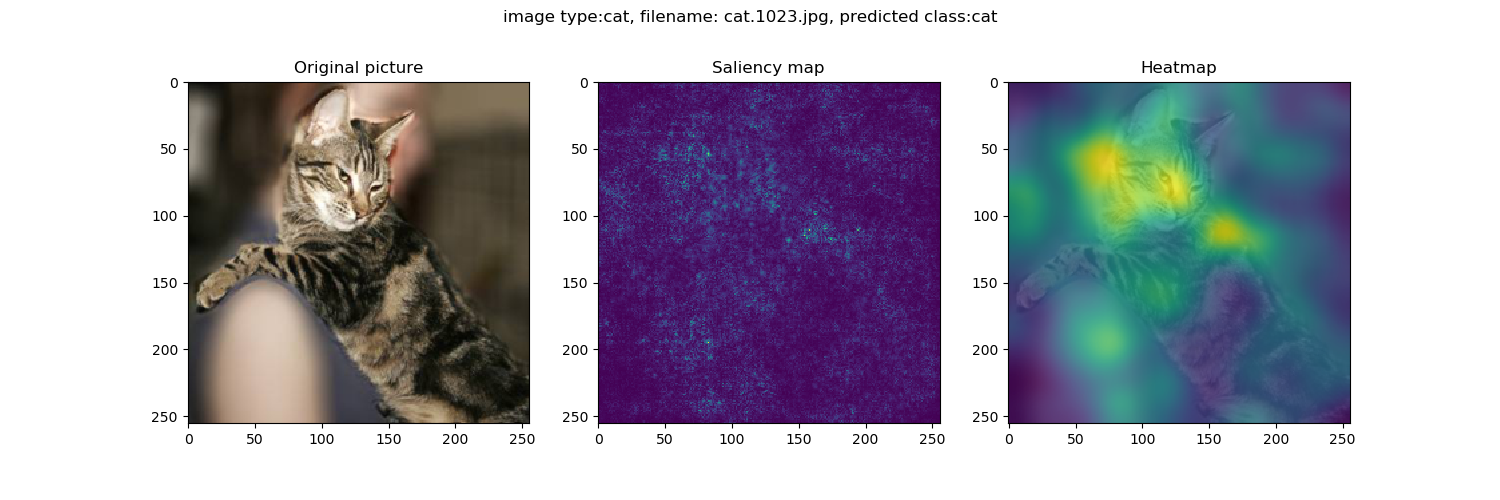 image type:cat, filename: cat.1023.jpg, predicted class:cat
Original picture
Saliency map
Heatmap
0
50
100
150
200
250
0 50 100 150 200 250
0
50
100
150
200
250
0 50 100 150 200 250
0
50
100
150
200
250
0 50 100 150 200 250